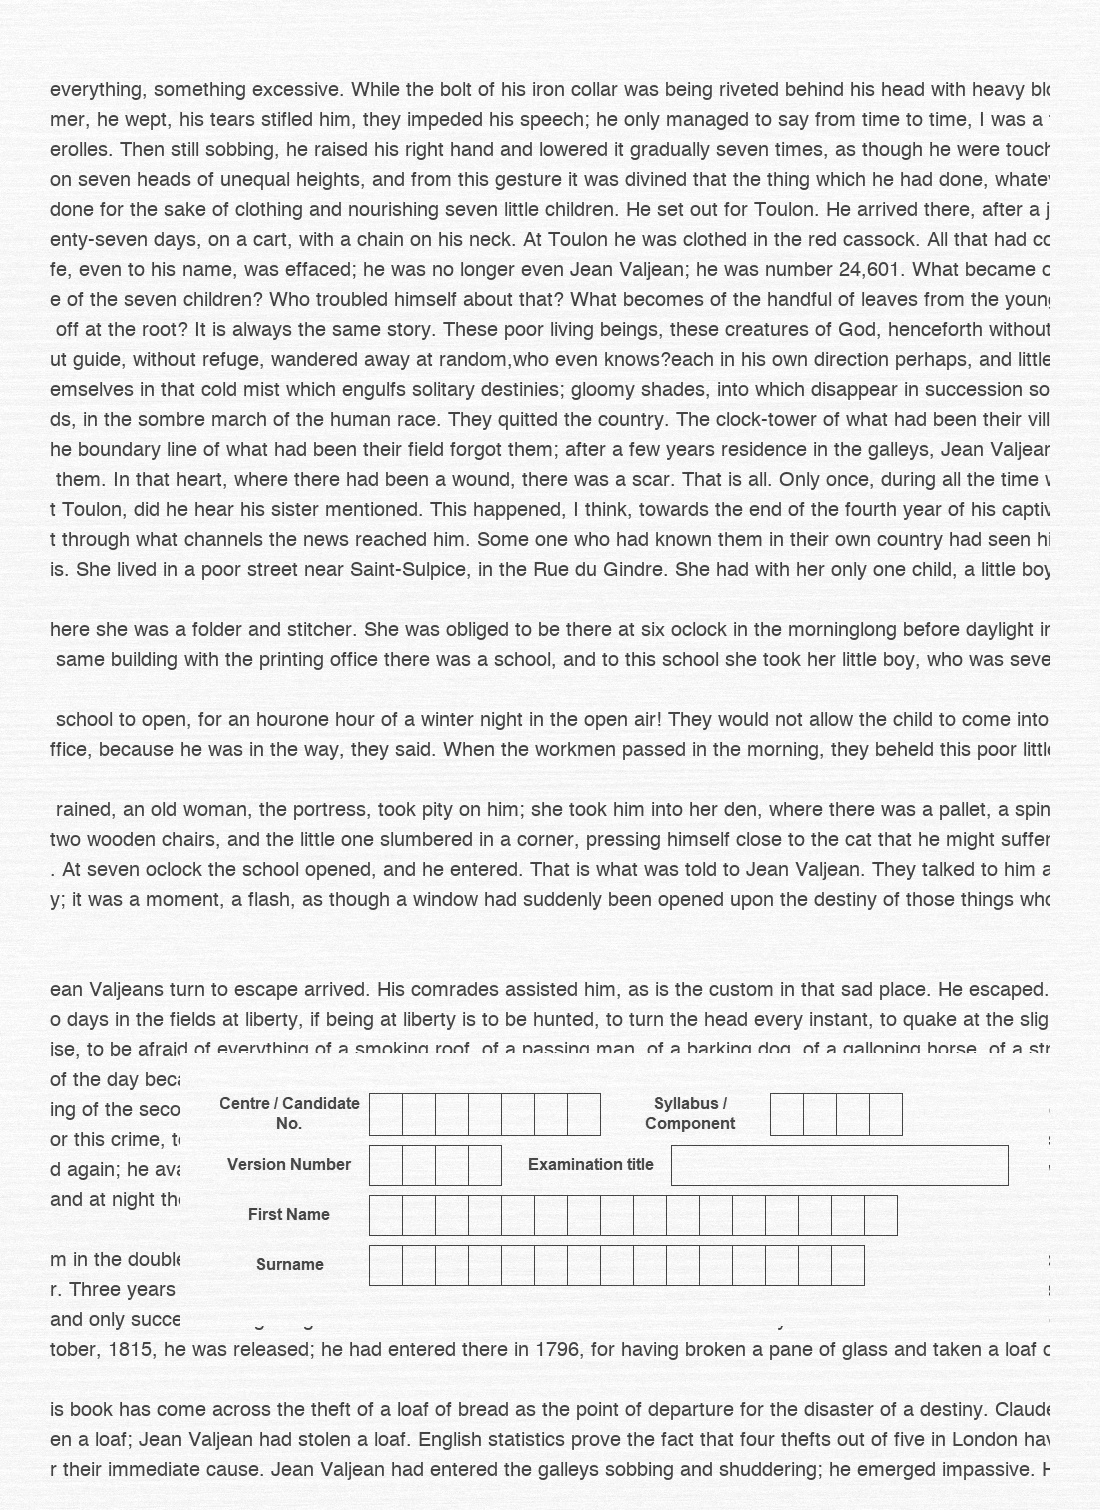 everything, something excessive. While the bolt of his iron collar was being riveted behind his head with heavy
mer, he wept, his tears stifled him, they impeded his speech; he only managed to say from time to time, I was a
erolles. Then still sobbing, he raised his right hand and lowered it gradually seven times, as though he were touch
on seven heads of unequal heights, and from this gesture it was divined that the thing which he had done,
done for the sake of clothing and nourishing seven little children. He set out for Toulon. He arrived there, after a j
enty-seven days, on a cart, with a chain on his neck. At Toulon he was clothed in the red cassock. All that had
fe, even to his name, was effaced; he was no longer even Jean Valjean; he was number 24,601. What became
e of the seven children? Who troubled himself about that? What becomes of the handful of leaves from the
off at the root? It is always the same story. These poor living beings, these creatures of God, henceforth without
ut guide, without refuge, wandered away at random,who even knows?each in his own direction perhaps, and little
emselves in that cold mist which engulfs solitary destinies; gloomy shades, into which disappear in succession so
ds, in the sombre march of the human race. They quitted the country. The clock-tower of what had been their vill
he boundary line of what had been their field forgot them; after a few years residence in the galleys, Jean
them. In that heart, where there had been a wound, there was a scar. That is all. Only once, during all the time
t Toulon, did he hear his sister mentioned. This happened, I think, towards the end of the fourth year of his
t through what channels the news reached him. Some one who had known them in their own country had seen hi
is. She lived in a poor street near Saint-Sulpice, in the Rue du Gindre. She had with her only one child, a little boy
here she was a folder and stitcher. She was obliged to be there at six oclock in the morninglong before daylight
same building with the printing office there was a school, and to this school she took her little boy, who was seve
school to open, for an hourone hour of a winter night in the open air! They would not allow the child to come into
ffice, because he was in the way, they said. When the workmen passed in the morning, they beheld this poor
rained, an old woman, the portress, took pity on him; she took him into her den, where there was a pallet, a spin
two wooden chairs, and the little one slumbered in a corner, pressing himself close to the cat that he might suffer
. At seven oclock the school opened, and he entered. That is what was told to Jean Valjean. They talked to him a
y; it was a moment, a flash, as though a window had suddenly been opened upon the destiny of those things
ean Valjeans turn to escape arrived. His comrades assisted him, as is the custom in that sad place. He escaped.
o days in the fields at liberty, if being at liberty is to be hunted, to turn the head every instant, to quake at the slig
ise, to be afraid of everything of a smoking roof, of a passing man, of a barking dog, of a galloping horse, of a
of the day
ing of the seco
or this crime,
d again; he
and at night
m in the double
r. Three years
and only succe
Centre / Candidate No.
Syllabus / Component
Version Number
Examination title
First Name
Surname
tober, 1815, he was released; he had entered there in 1796, for having broken a pane of glass and taken a loaf
is book has come across the theft of a loaf of bread as the point of departure for the disaster of a destiny. Claude
en a loaf; Jean Valjean had stolen a loaf. English statistics prove the fact that four thefts out of five in London
r their immediate cause. Jean Valjean had entered the galleys sobbing and shuddering; he emerged impassive.